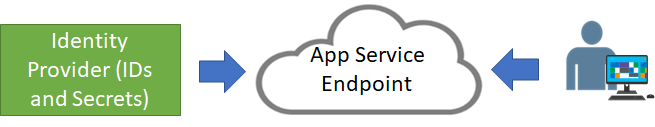 Identity
Provider (IDs
and Secrets)
App Service
Endpoint